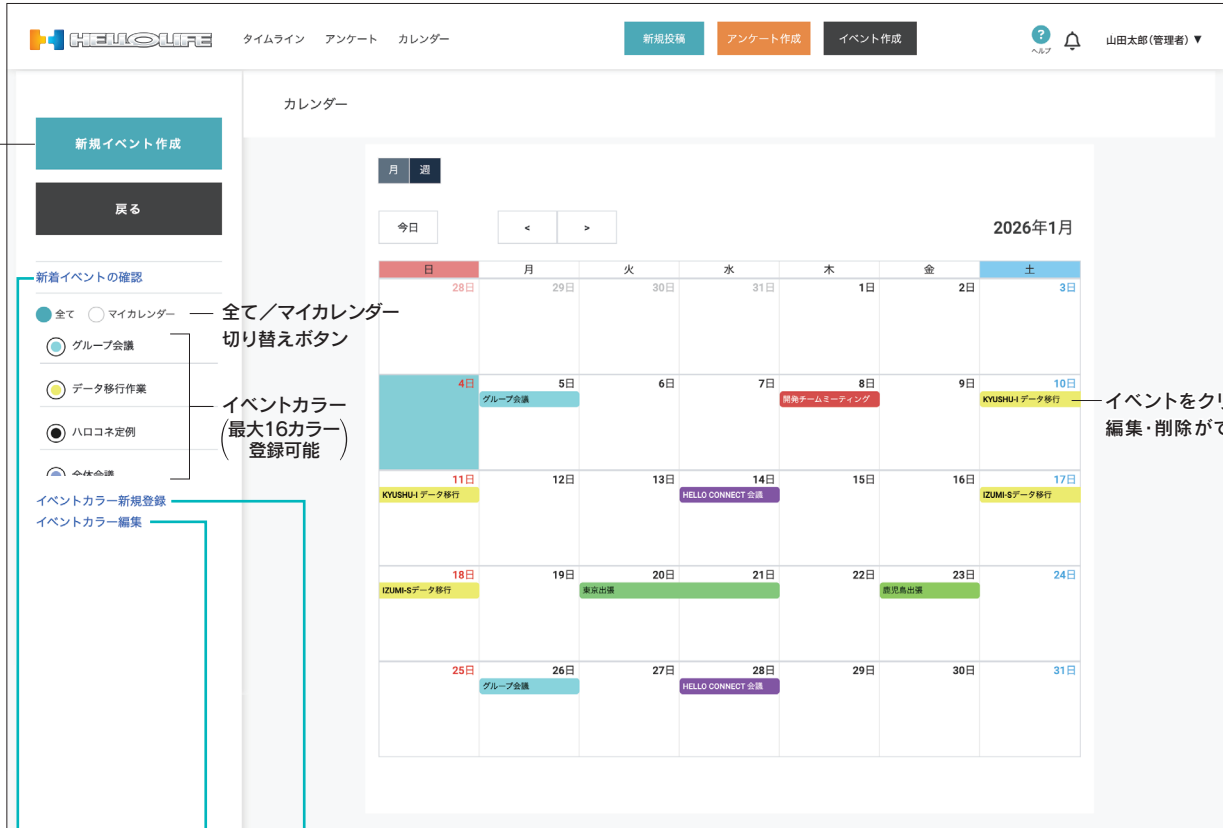 HELLOLIFE タイムライン アンケート カレンダー 新規投稿 アンケート作成 イベント作成 ? ヘルプ 山田太郎(管理者) ▼
カレンダー
新規イベント作成
戻る
新着イベントの確認
全て マイカレンダー
全て/マイカレンダー
切り替えボタン
グループ会議
データ移行作業
ハロコネ定例
全体会議
イベントカラー
(最大16カラー)
登録可能
イベントカラー新規登録
イベントカラー編集
月 週
今日 < > 2026年1月
日 月 火 水 木 金 土
28日 29日 30日 31日 1日 2日 3日
4日 5日 6日 7日 8日 9日 10日
グループ会議 開発チームミーティング KYUSHU-I データ移行
イベントをクリ
編集・削除がで
11日 12日 13日 14日 15日 16日 17日
KYUSHU-I データ移行 HELLO CONNECT 会議 IZUMI-Sデータ移行
18日 19日 20日 21日 22日 23日 24日
IZUMI-Sデータ移行 東京出張 鹿児島出張
25日 26日 27日 28日 29日 30日 31日
グループ会議 HELLO CONNECT 会議